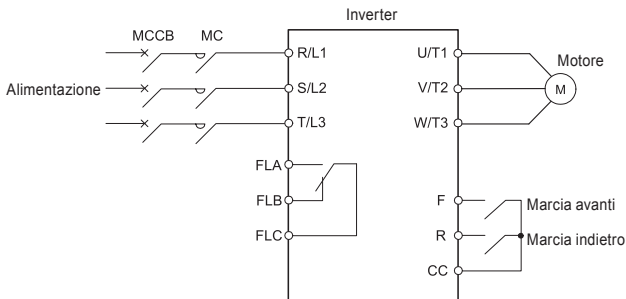 Inverter
MCCB MC
R/L1 U/T1
Motore
Alimentazione S/L2 V/T2 M
T/L3 W/T3
FLA
FLB F Marcia avanti
FLC R Marcia indietro
CC